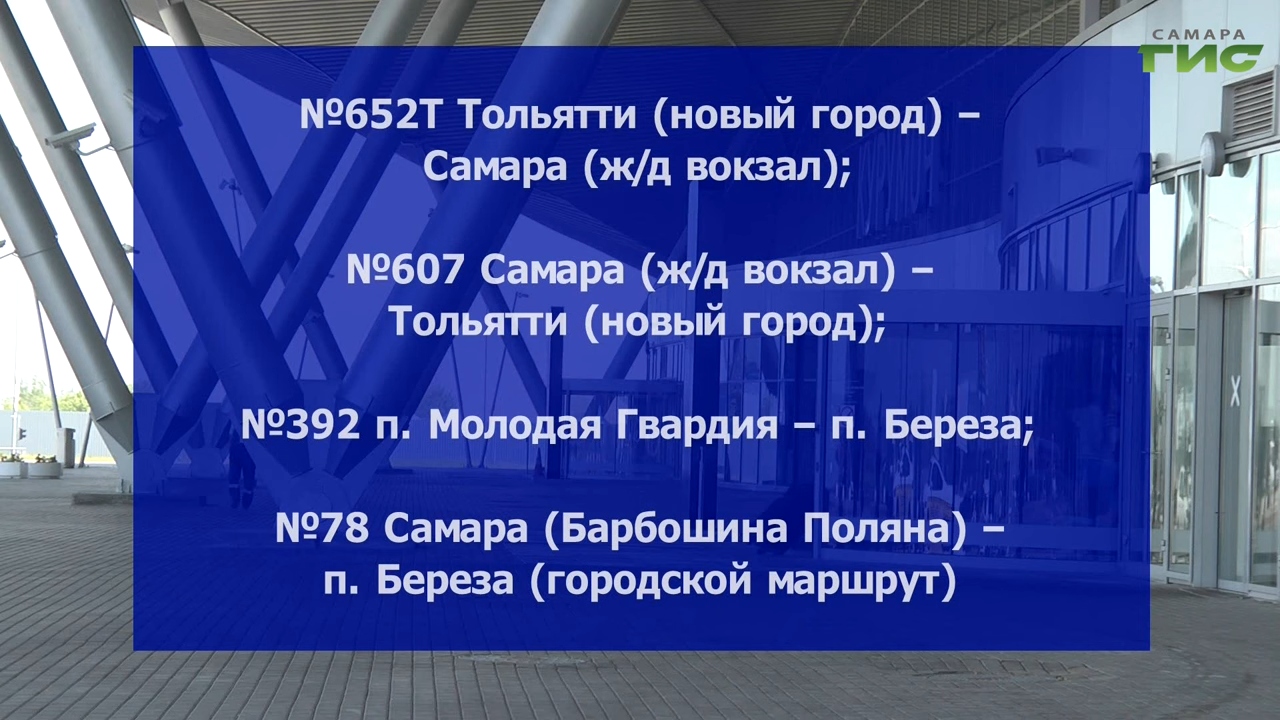 САМАРА
ГИС
№652Т Тольятти (новый город) –
Самара (ж/д вокзал);
№607 Самара (ж/д вокзал) –
Тольятти (новый город);
№392 п. Молодая Гвардия – п. Береза;
№78 Самара (Барбошина Поляна) –
п. Береза (городской маршрут)